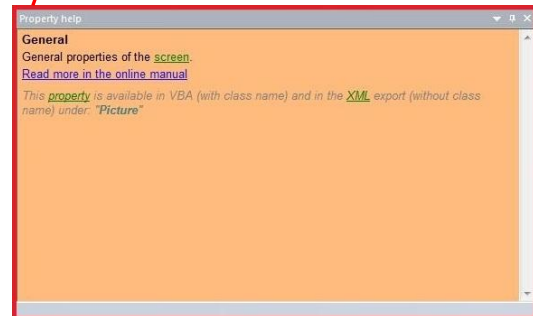 Property help
General
General properties of the screen.
Read more in the online manual
This property is available in VBA (with class name) and in the XML export (without class
name) under: "Picture"